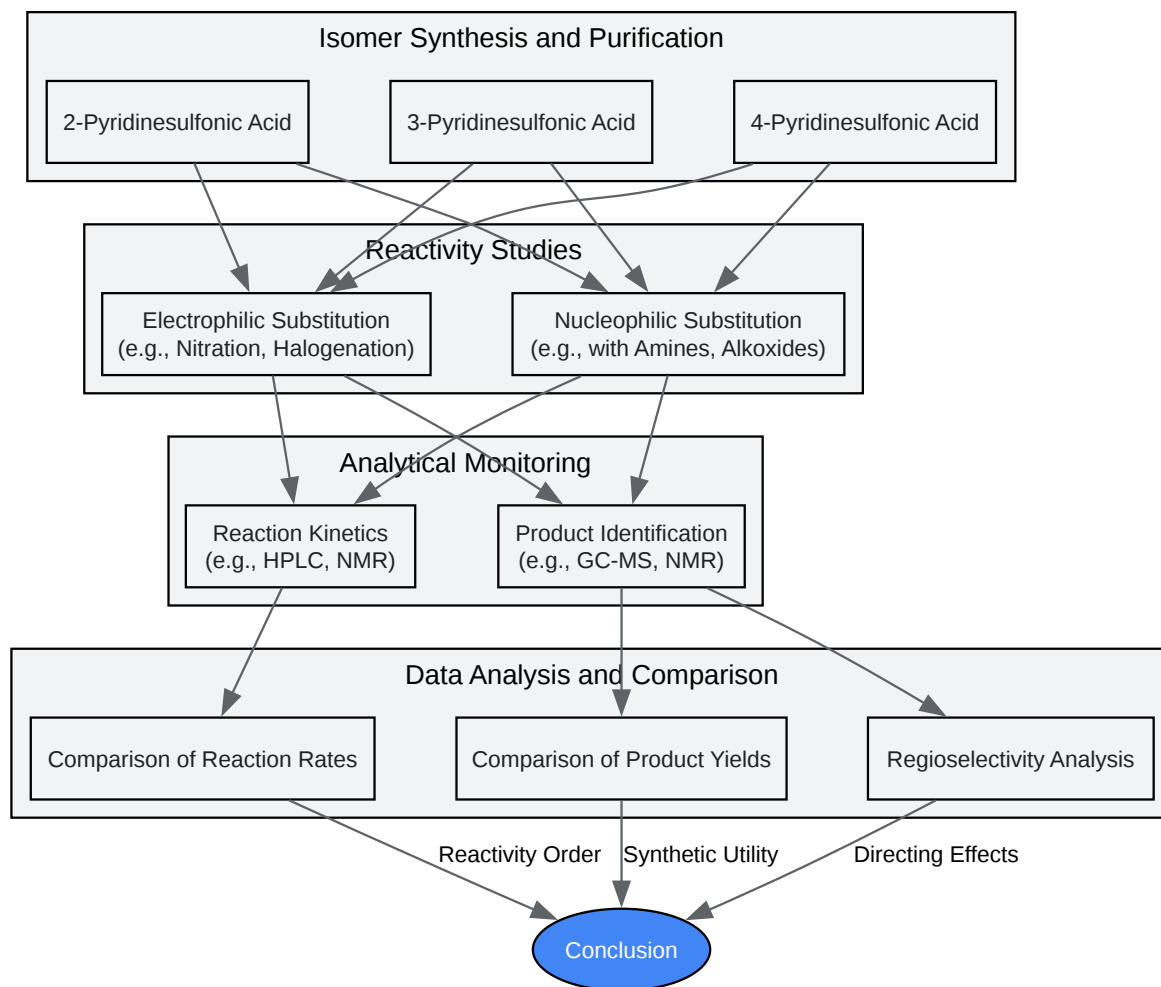 Isomer Synthesis and Purification
2-Pyridinesulfonic Acid
3-Pyridinesulfonic Acid
4-Pyridinesulfonic Acid
Reactivity Studies
Electrophilic Substitution
(e.g., Nitration, Halogenation)
Nucleophilic Substitution
(e.g., with Amines, Alkoxides)
Analytical Monitoring
Reaction Kinetics
(e.g., HPLC, NMR)
Product Identification
(e.g., GC-MS, NMR)
Data Analysis and Comparison
Comparison of Reaction Rates
Comparison of Product Yields
Regioselectivity Analysis
Reactivity Order
Synthetic Utility
Directing Effects
Conclusion